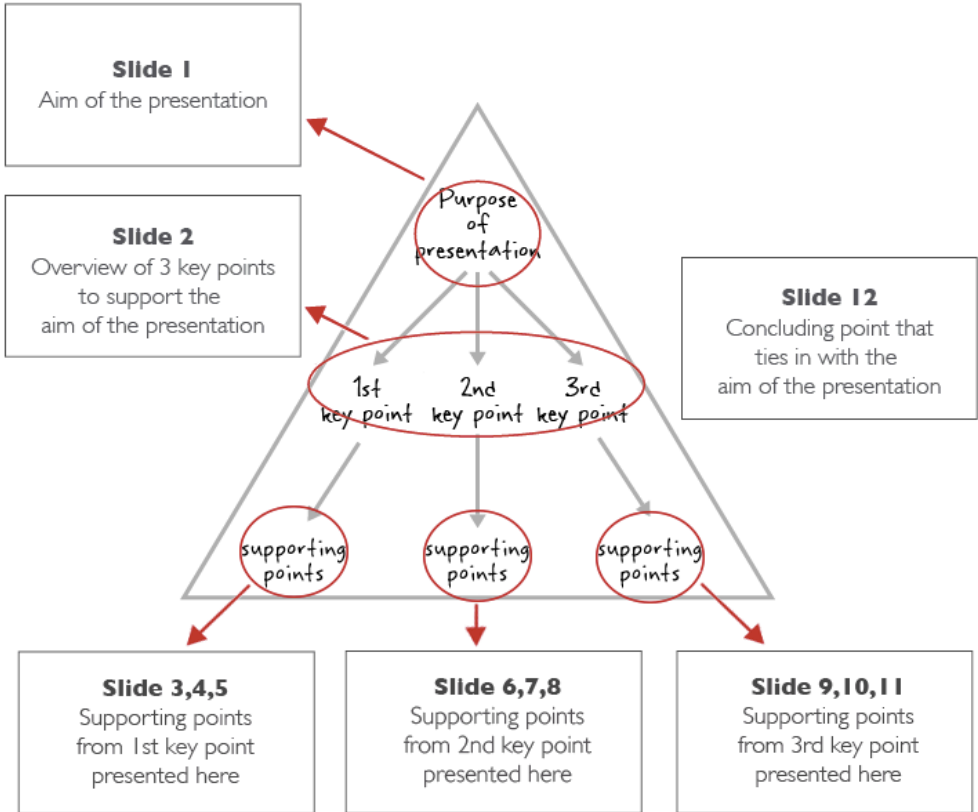 Slide 1
Aim of the presentation
Slide 2
Overview of 3 key points
to support the
aim of the presentation
Purpose
of
presentation
Slide 12
Concluding point that
ties in with the
aim of the presentation
1st
key point
2nd
key point
3rd
key point
supporting
points
supporting
points
supporting
points
Slide 3,4,5
Supporting points
from 1st key point
presented here
Slide 6,7,8
Supporting points
from 2nd key point
presented here
Slide 9,10,11
Supporting points
from 3rd key point
presented here